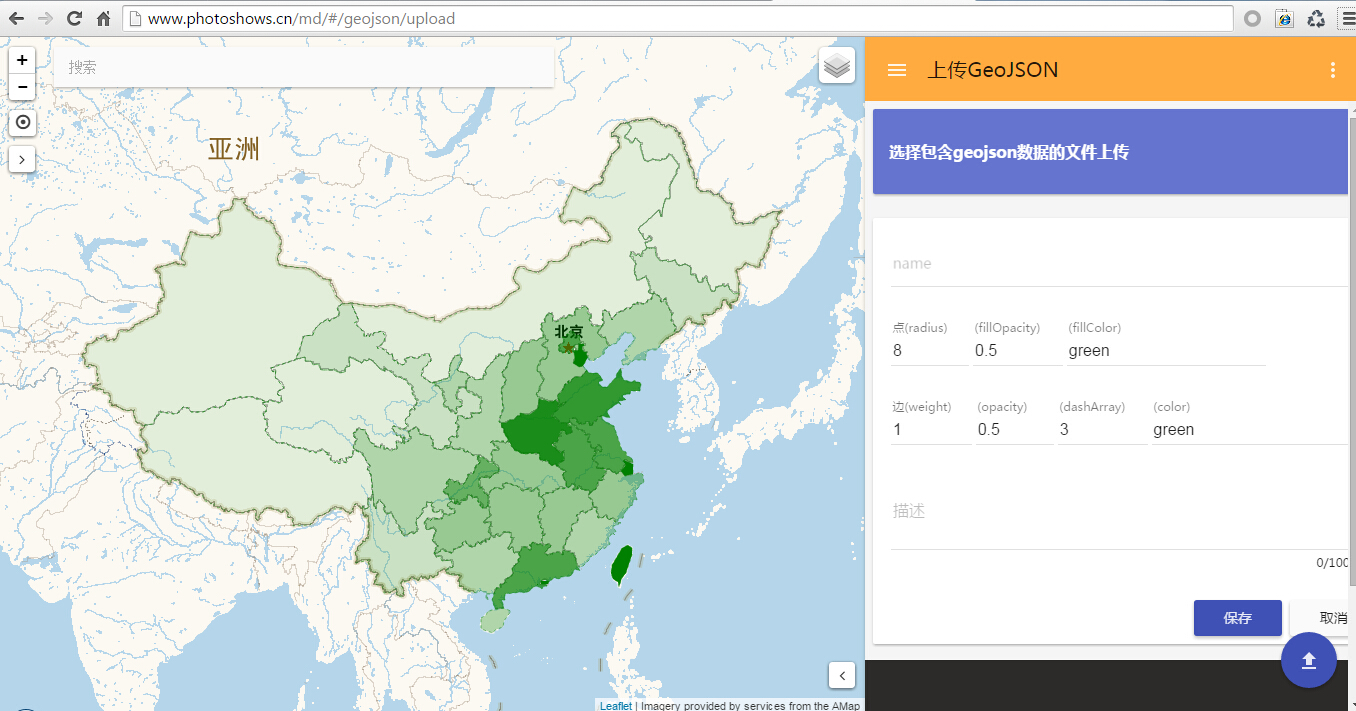 www.photoshows.cn/md/#/geojson/upload
+
搜索
上传GeoJSON
−
亚洲
选择包含geojson数据的文件上传
name
点(radius) (fillOpacity) (fillColor)
8 0.5 green
北京
边(weight) (opacity) (dashArray) (color)
1 0.5 3 green
描述
0/100
保存 取消
Leaflet | Imagery provided by services from the AMap